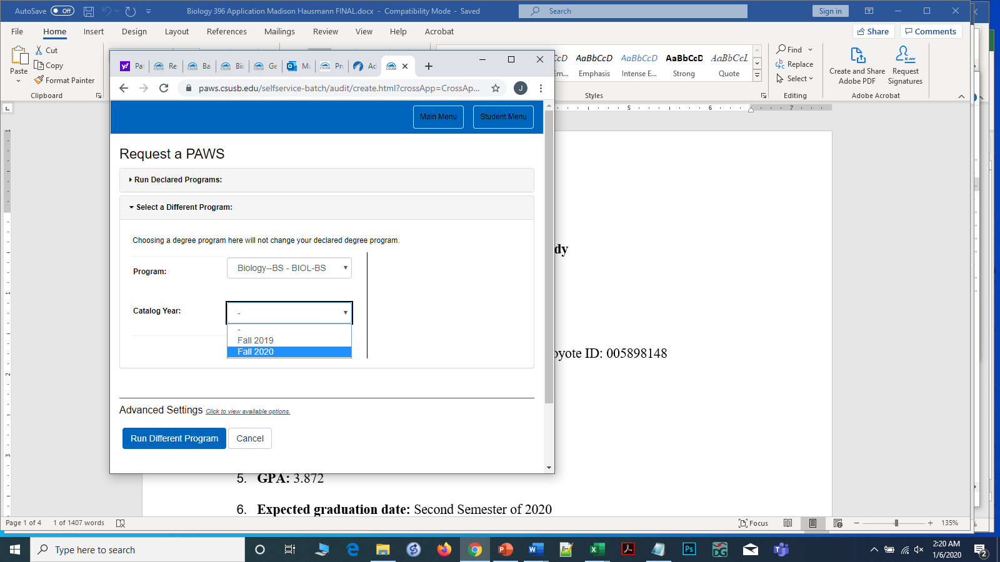 AutoSave Off
Biology 396 Application Madison Hausmann FINAL.docx - Compatibility Mode - Saved
Search
Sign in
File Home Insert Design Layout References Mailings Review View Help Acrobat
Share Comments
Paste
Cut
Copy
Format Painter
Clipboard
Em...
AaBbCcD Emphasis
AaBbCcD Intense E...
AaBbCcD Strong
AaBbCcL Quote
Styles
Find
Replace
Select
Editing
Create and Share Adobe PDF
Request Signatures
Adobe Acrobat
Pa Re Ba Bi Ge Ma Pr Ac
paws.csusb.edu/selfservice-batch/audit/create.html?crossApp=CrossAp...
J
Main Menu Student Menu
Request a PAWS
Run Declared Programs:
Select a Different Program:
Choosing a degree program here will not change your declared degree program.
Program: Biology--BS - BIOL-BS
Catalog Year: -
-
Fall 2019
Fall 2020
Advanced Settings Click to view available options.
Run Different Program Cancel
dy
oyote ID: 005898148
5. GPA: 3.872
6. Expected graduation date: Second Semester of 2020
Page 1 of 4 1 of 1407 words
Focus
135%
Type here to search
2:20 AM
1/6/2020
2